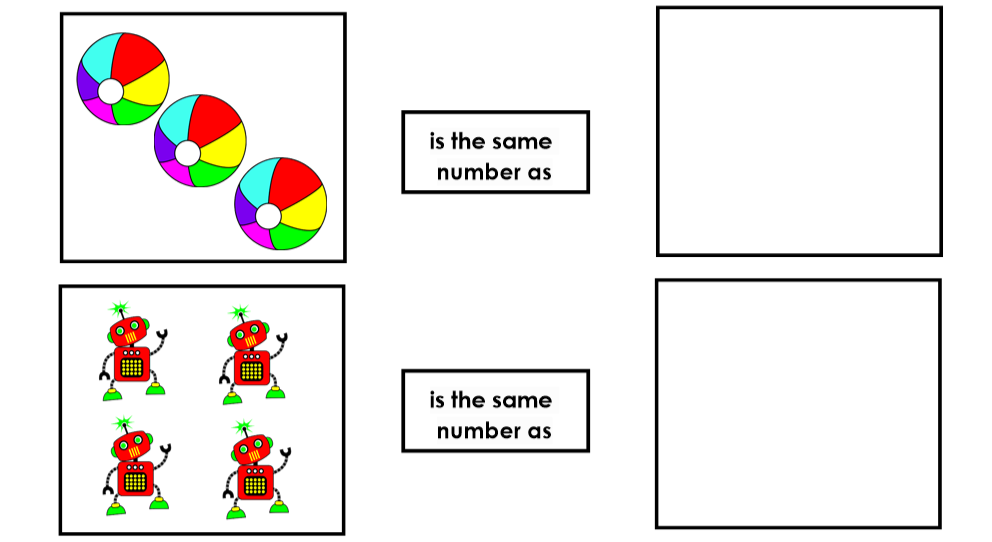 is the same
number as
is the same
number as